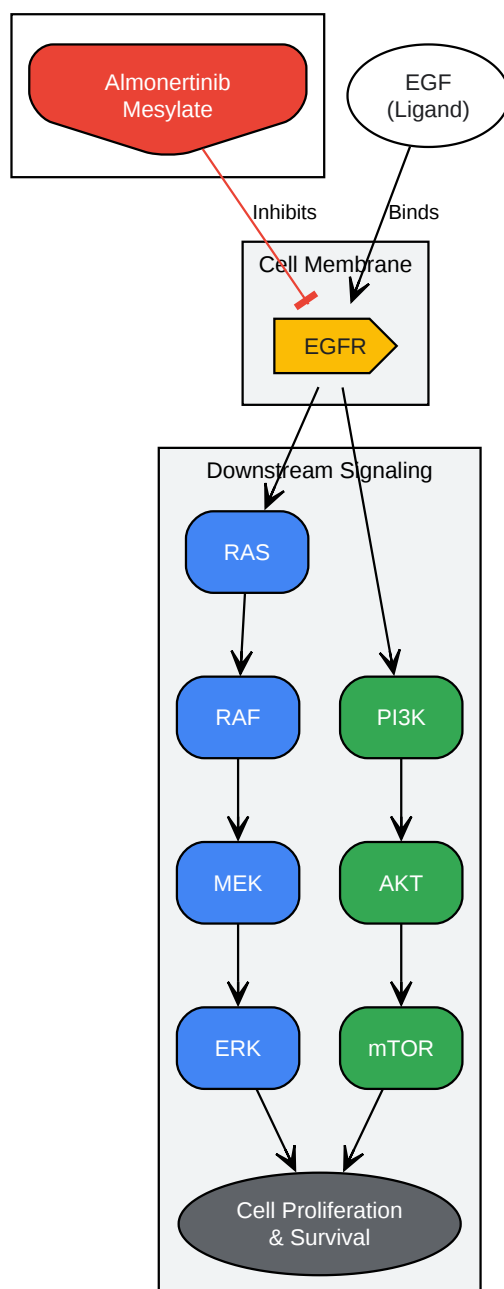 Almonertinib
Mesylate
EGF
(Ligand)
Inhibits
Binds
Cell Membrane
EGFR
Downstream Signaling
RAS
RAF
PI3K
MEK
AKT
ERK
mTOR
Cell Proliferation
& Survival